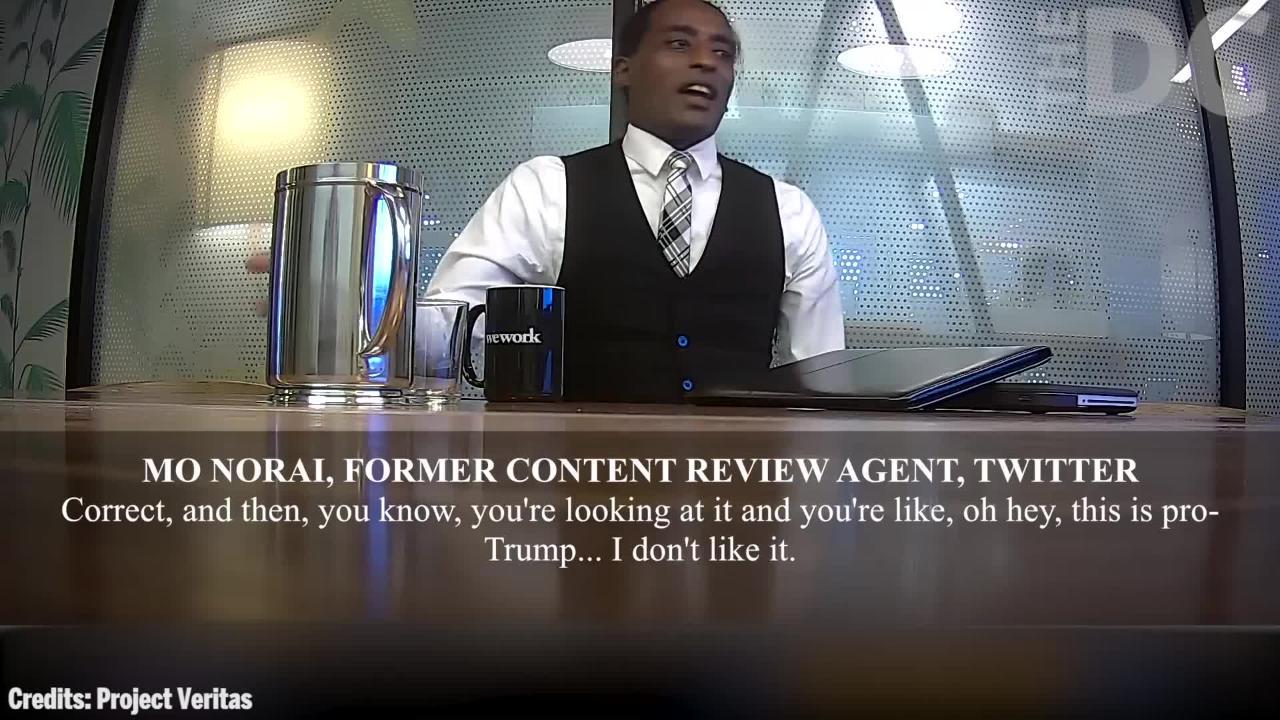 THE
DC
wework
MO NORAI, FORMER CONTENT REVIEW AGENT, TWITTER
Correct, and then, you know, you're looking at it and you're like, oh hey, this is pro-
Trump... I don't like it.
Credits: Project Veritas